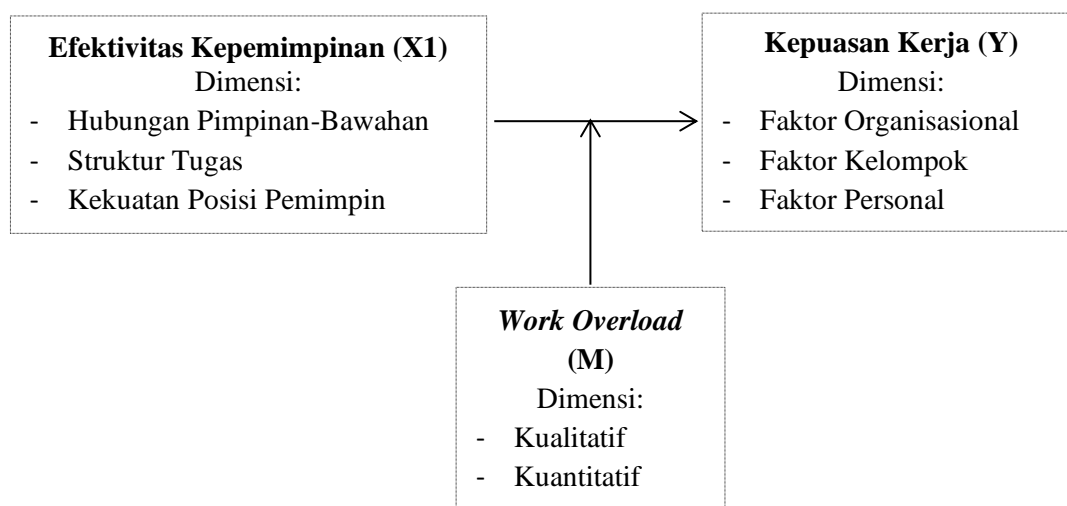 Efektivitas Kepemimpinan (X1)
Dimensi:
- Hubungan Pimpinan-Bawahan
- Struktur Tugas
- Kekuatan Posisi Pemimpin
Kepuasan Kerja (Y)
Dimensi:
- Faktor Organisasional
- Faktor Kelompok
- Faktor Personal
Work Overload
(M)
Dimensi:
- Kualitatif
- Kuantitatif